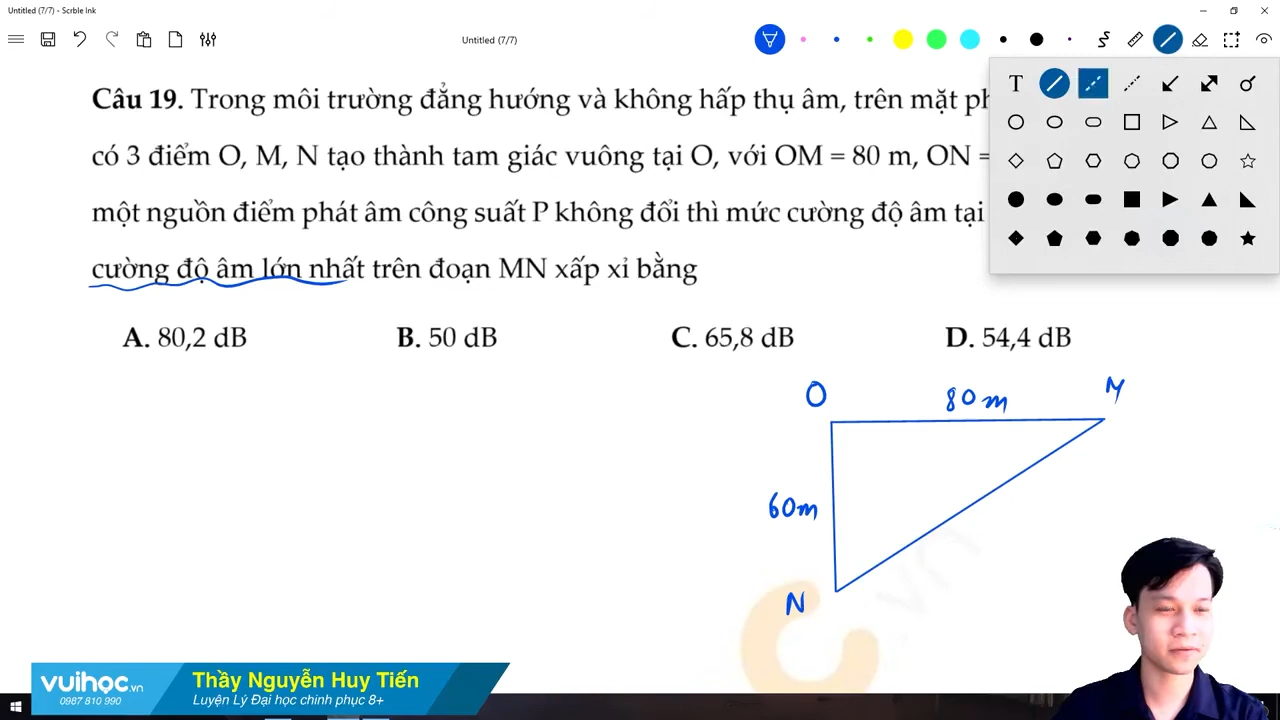 Untitled (7/7) - Scrble Ink
Untitled (7/7)
T
Câu 19. Trong môi trường đẳng hướng và không hấp thụ âm, trên mặt ph
có 3 điểm O, M, N tạo thành tam giác vuông tại O, với OM = 80 m, ON =
một nguồn điểm phát âm công suất P không đổi thì mức cường độ âm tại
cường độ âm lớn nhất trên đoạn MN xấp xỉ bằng
A. 80,2 dB B. 50 dB C. 65,8 dB D. 54,4 dB
O 80m M
60m
N
vuihọc.vn
0987 810 990
Thầy Nguyễn Huy Tiến
Luyện Lý Đại học chinh phục 8+
.vn